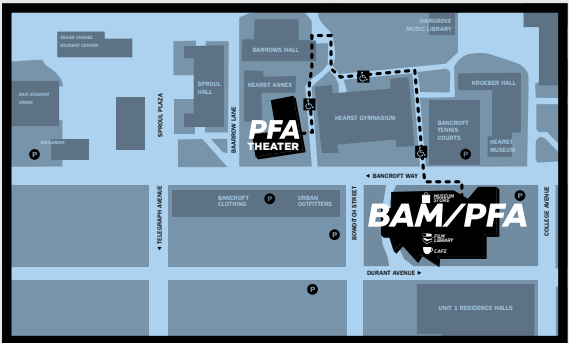 HARGROVE
MUSIC LIBRARY
CESAR CHAVEZ
STUDENT CENTER
BARROWS HALL
SPROUL
HALL
HEARST ANNEX
KROEBER HALL
MLK STUDENT
UNION
SPROUL PLAZA
BAARROW LANE
HEARST GYMNASIUM
BANCROFT
TENNIS
COURTS
HEARST
MUSEUM
PFA
THEATER
ESHLEMAN
P
P
◄ BANCROFT WAY
◄ TELEGRAPH AVENUE
BANCROFT
CLOTHING
P
URBAN
OUTFITTERS
BOWDITCH STREET
MUSEUM
STORE
P
BAM/PFA
COLLEGE AVENUE
P
FILM
LIBRARY
CAFE
DURANT AVENUE ►
P
UNIT 1 RESIDENCE HALLS